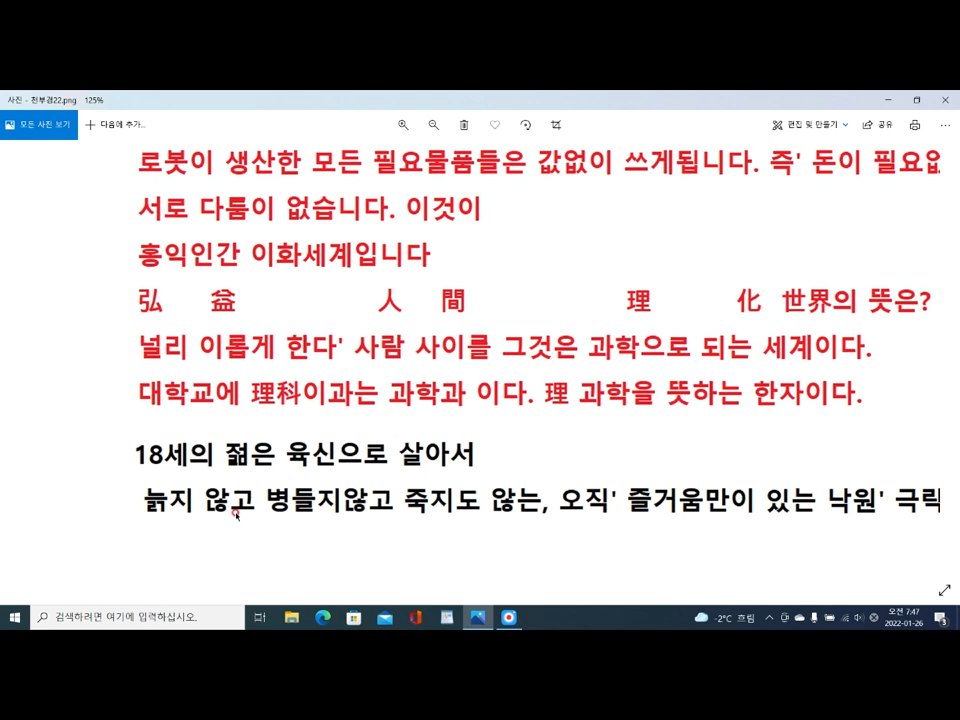 사진 - 천부경22.png 125%
모든 사진 보기 다음에 추가... 편집 및 만들기 공유
로봇이 생산한 모든 필요물품들은 값없이 쓰게됩니다. 즉' 돈이 필요없
서로 다툼이 없습니다. 이것이
홍익인간 이화세계입니다
弘 益 人 間 理 化 世界의 뜻은?
널리 이롭게 한다' 사람 사이를 그것은 과학으로 되는 세계이다.
대학교에 理科이과는 과학과 이다. 理 과학을 뜻하는 한자이다.
18세의 젊은 육신으로 살아서
늙지 않고 병들지않고 죽지도 않는, 오직' 즐거움만이 있는 낙원' 극락
검색하려면 여기에 입력하십시오. -2°C 흐림 오전 7:47
2022-01-26 3